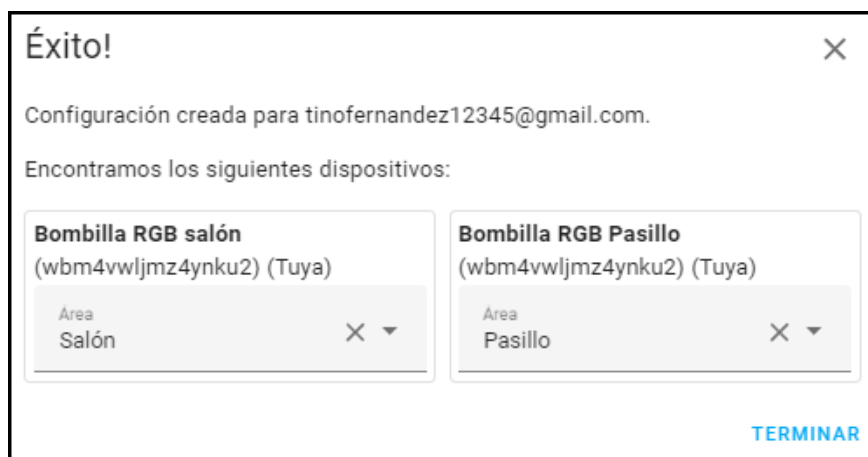 Éxito!
Configuración creada para tinofernandez12345@gmail.com.
Encontramos los siguientes dispositivos:
Bombilla RGB salón
(wbm4vwljmz4ynku2) (Tuya)
Área
Salón
Bombilla RGB Pasillo
(wbm4vwljmz4ynku2) (Tuya)
Área
Pasillo
TERMINAR